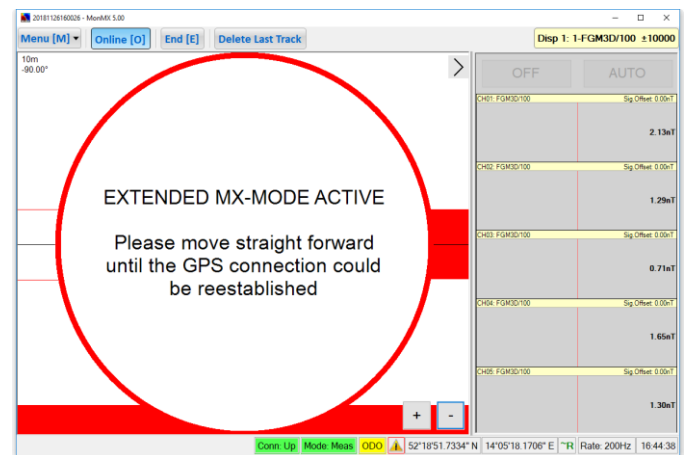 20181126160026 - MonMX 5.00
Menu [M] Online [O] End [E] Delete Last Track Disp 1: 1-FGM3D/100 ±10000
10m
-90.00°
OFF AUTO
CH01: FGM3D/100 Sig.Offset: 0.00nT
2.13nT
CH02: FGM3D/100 Sig.Offset: 0.00nT
1.29nT
CH03: FGM3D/100 Sig.Offset: 0.00nT
0.71nT
CH04: FGM3D/100 Sig.Offset: 0.00nT
1.65nT
CH05: FGM3D/100 Sig.Offset: 0.00nT
1.30nT
EXTENDED MX-MODE ACTIVE
Please move straight forward
until the GPS connection could
be reestablished
+ -
Conn: Up Mode: Meas ODO 52°18'51.7334" N 14°05'18.1706" E ~R Rate: 200Hz 16:44:38